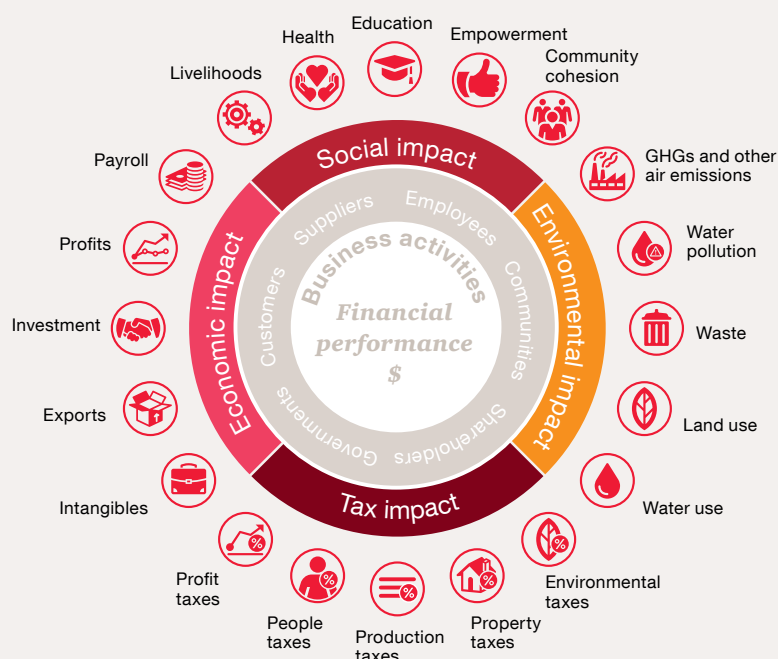 Education
Health
Empowerment
Livelihoods
Community
cohesion
Payroll
GHGs and other
air emissions
Profits
Water
pollution
Investment
Waste
Exports
Land use
Intangibles
Water use
Profit
taxes
Environmental
taxes
People
taxes
Property
taxes
Production
taxes
Social impact
Environmental impact
Tax impact
Economic impact
Suppliers
Employees
Communities
Shareholders
Governments
Customers
Business activities
Financial
performance
$
%
%
%
%
%